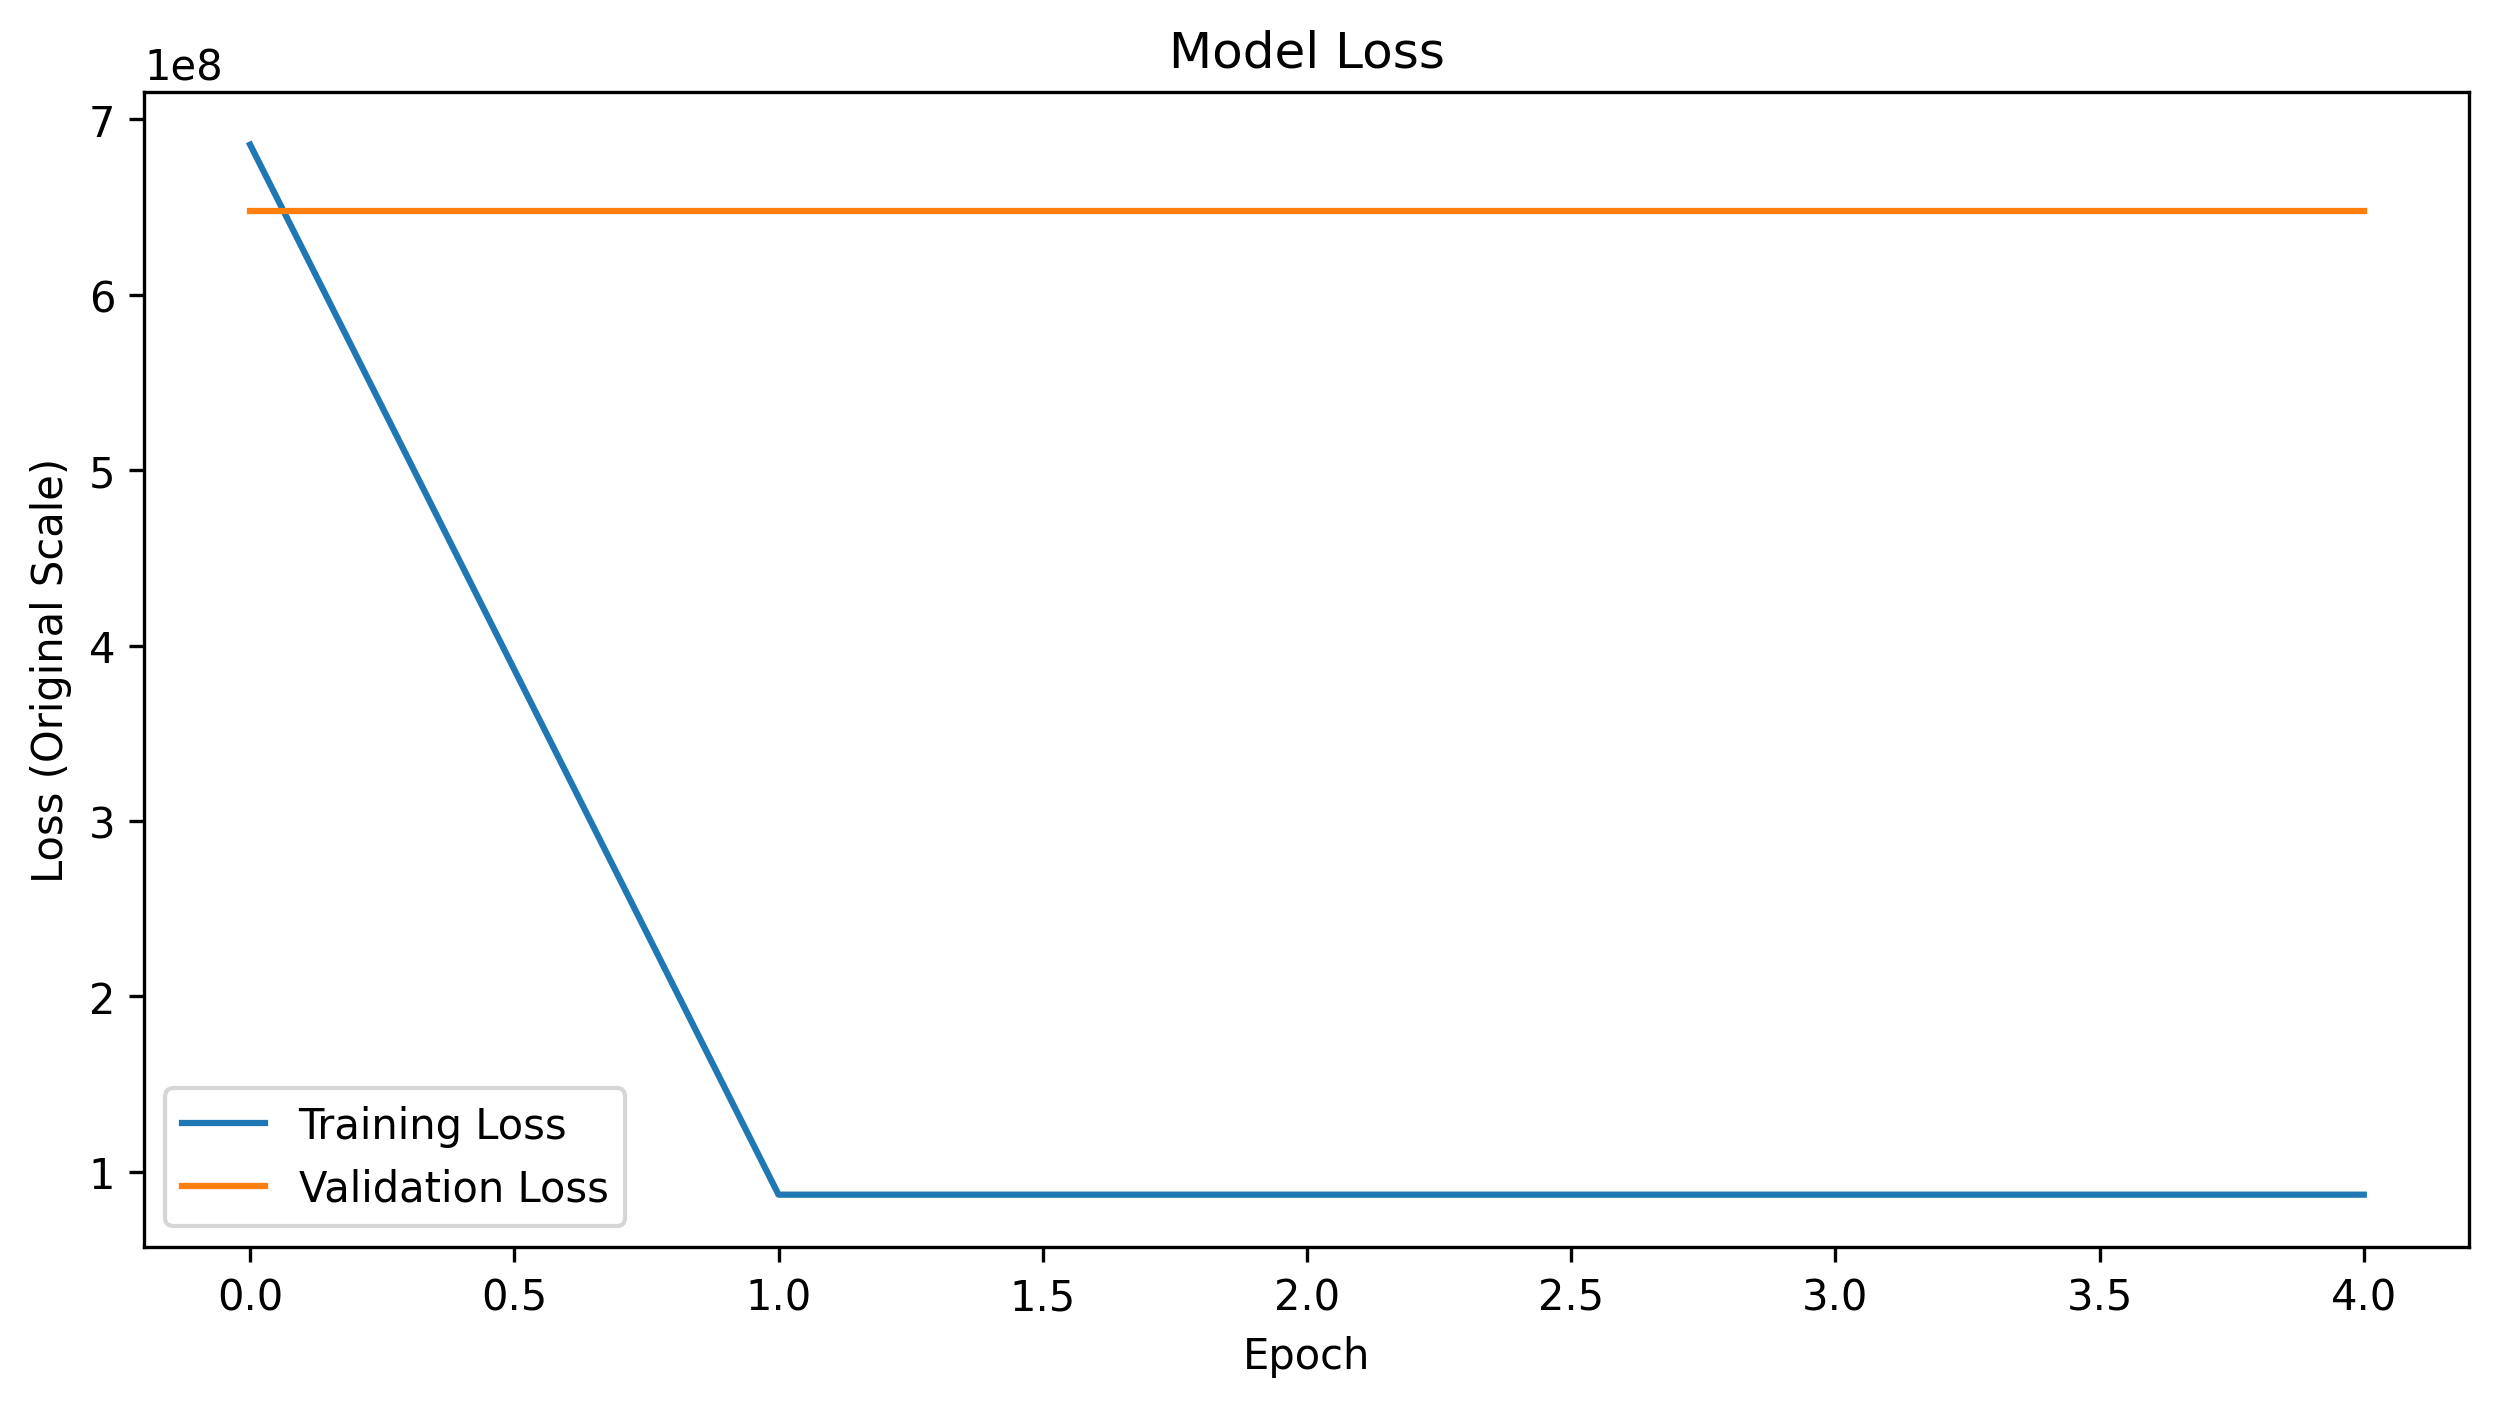 Model Loss
1e8
7
6
5
4
3
2
1
Loss (Original Scale)
Training Loss
Validation Loss
0.0 0.5 1.0 1.5 2.0 2.5 3.0 3.5 4.0
Epoch